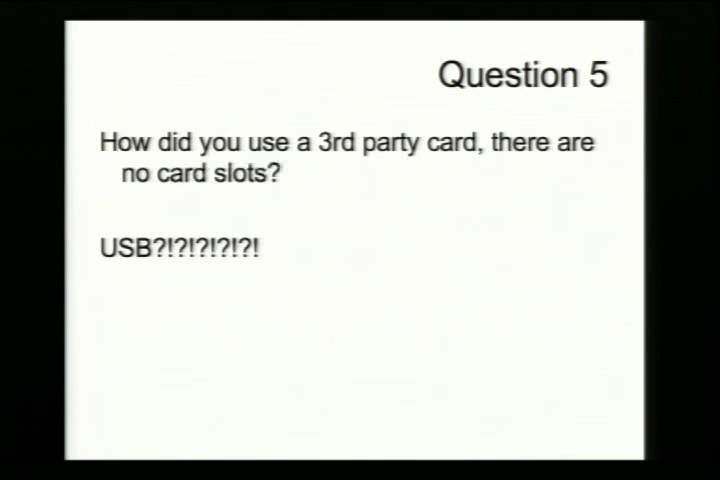 Question 5
How did you use a 3rd party card, there are
no card slots?
USB?!?!?!?!?!